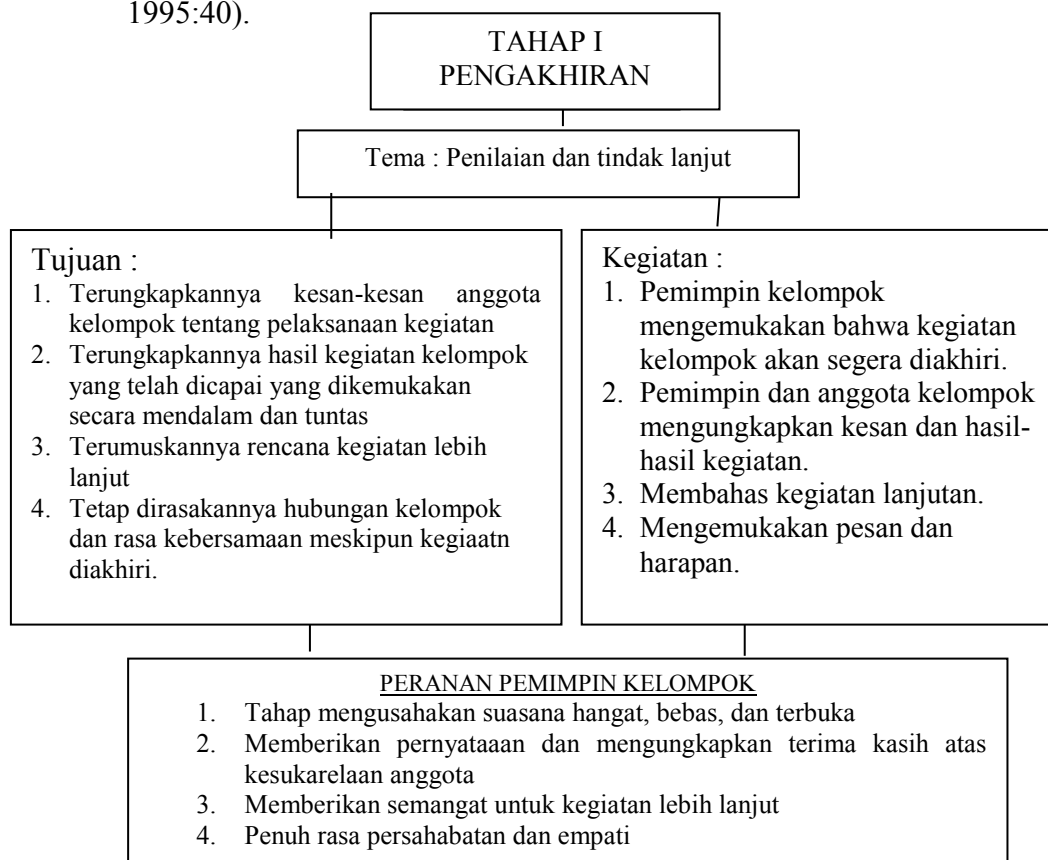 1995:40).
TAHAP I
PENGAKHIRAN
Tema : Penilaian dan tindak lanjut
Tujuan :
1. Terungkapkannya kesan-kesan anggota
kelompok tentang pelaksanaan kegiatan
2. Terungkapkannya hasil kegiatan kelompok
yang telah dicapai yang dikemukakan
secara mendalam dan tuntas
3. Terumuskannya rencana kegiatan lebih
lanjut
4. Tetap dirasakannya hubungan kelompok
dan rasa kebersamaan meskipun kegiaatn
diakhiri.
Kegiatan :
1. Pemimpin kelompok
mengemukakan bahwa kegiatan
kelompok akan segera diakhiri.
2. Pemimpin dan anggota kelompok
mengungkapkan kesan dan hasil-
hasil kegiatan.
3. Membahas kegiatan lanjutan.
4. Mengemukakan pesan dan
harapan.
PERANAN PEMIMPIN KELOMPOK
1. Tahap mengusahakan suasana hangat, bebas, dan terbuka
2. Memberikan pernyataaan dan mengungkapkan terima kasih atas
kesukarelaan anggota
3. Memberikan semangat untuk kegiatan lebih lanjut
4. Penuh rasa persahabatan dan empati